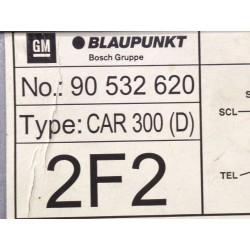 GM BLAUPUNKT
Bosch Gruppe
No.: 90 532 620
Type: CAR 300 (D)
2F2
SCL
TEL